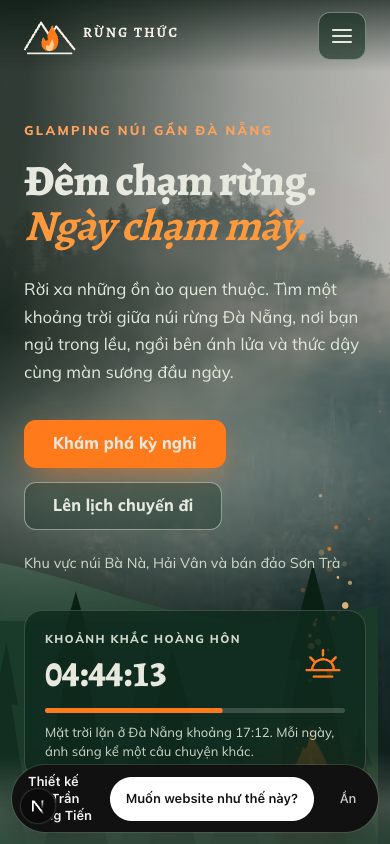 RỪNG THỨC
GLAMPING NÚI GẦN ĐÀ NẴNG
Đêm chạm rừng.
Ngày chạm mây.
Rời xa những ồn ào quen thuộc. Tìm một
khoảng trời giữa núi rừng Đà Nẵng, nơi bạn
ngủ trong lều, ngồi bên ánh lửa và thức dậy
cùng màn sương đầu ngày.
Khám phá kỳ nghỉ
Lên lịch chuyến đi
Khu vực núi Bà Nà, Hải Vân và bán đảo Sơn Trà
KHOẢNH KHẮC HOÀNG HÔN
04:44:13
Mặt trời lặn ở Đà Nẵng khoảng 17:12. Mỗi ngày,
ánh sáng kể một câu chuyện khác.
Thiết kế
Trần
Tiến
N
Muốn website như thế này?
Ẩn